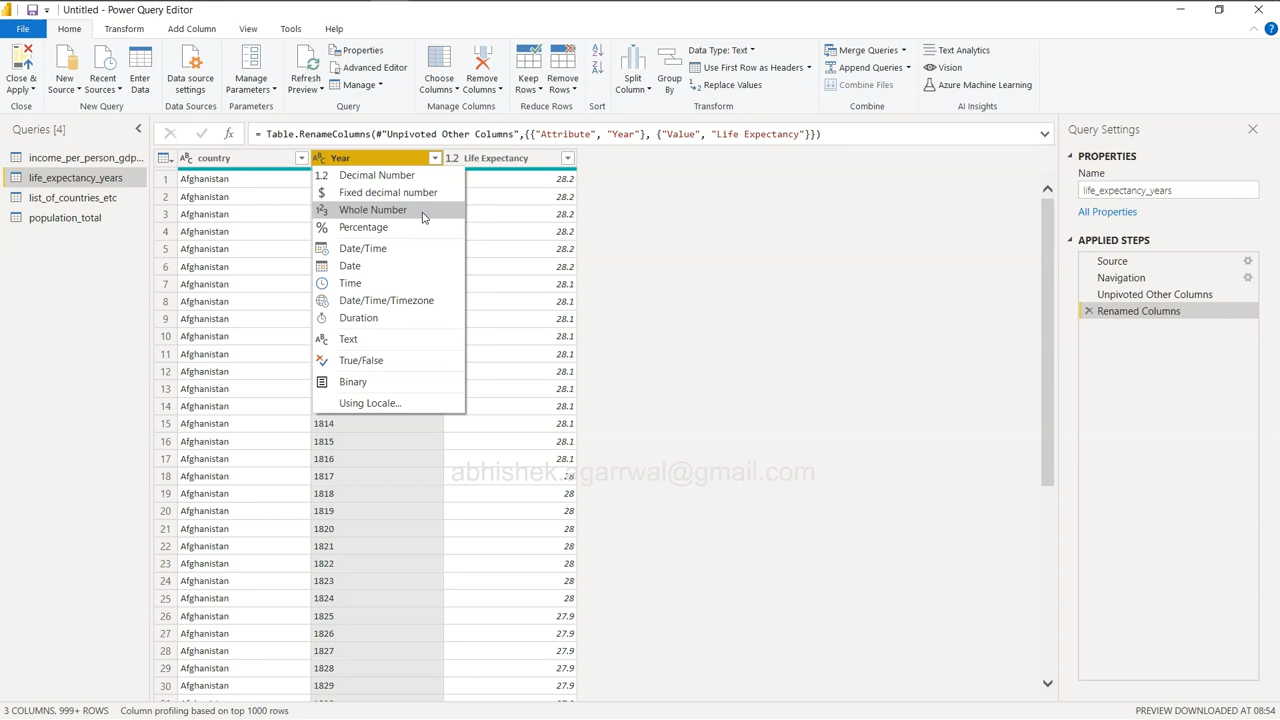 Untitled - Power Query Editor
File Home Transform Add Column View Tools Help
Close & Apply
New Source
Recent Sources
Enter Data
Data source settings
Manage Parameters
Refresh Preview
Properties
Advanced Editor
Manage
Choose Columns
Remove Columns
Keep Rows
Remove Rows
Split Column
Group By
Data Type: Text
Use First Row as Headers
Replace Values
Merge Queries
Append Queries
Combine Files
Text Analytics
Vision
Azure Machine Learning
Close New Query Data Sources Parameters Query Manage Columns Reduce Rows Sort Transform Combine AI Insights
Queries [4]
income_per_person_gdp...
life_expectancy_years
list_of_countries_etc
population_total
fx = Table.RenameColumns(#"Unpivoted Other Columns",{{"Attribute", "Year"}, {"Value", "Life Expectancy"}})
ABC country ABC Year 1.2 Life Expectancy
1 Afghanistan 28.2
2 Afghanistan 28.2
3 Afghanistan 28.2
4 Afghanistan 28.2
5 Afghanistan 28.2
6 Afghanistan 28.2
7 Afghanistan 28.1
8 Afghanistan 28.1
9 Afghanistan 28.1
10 Afghanistan 28.1
11 Afghanistan 28.1
12 Afghanistan 28.1
13 Afghanistan 28.1
14 Afghanistan 28.1
15 Afghanistan 1814 28.1
16 Afghanistan 1815 28.1
17 Afghanistan 1816 28.1
18 Afghanistan 1817 28
19 Afghanistan 1818 28
20 Afghanistan 1819 28
21 Afghanistan 1820 28
22 Afghanistan 1821 28
23 Afghanistan 1822 28
24 Afghanistan 1823 28
25 Afghanistan 1824 28
26 Afghanistan 1825 27.9
27 Afghanistan 1826 27.9
28 Afghanistan 1827 27.9
29 Afghanistan 1828 27.9
30 Afghanistan 1829 27.9
1.2 Decimal Number
$ Fixed decimal number
123 Whole Number
% Percentage
Date/Time
Date
Time
Date/Time/Timezone
Duration
ABC Text
True/False
Binary
Using Locale...
abhishek.agarrwal@gmail.com
Query Settings
PROPERTIES
Name
life_expectancy_years
All Properties
APPLIED STEPS
Source
Navigation
Unpivoted Other Columns
Renamed Columns
3 COLUMNS, 999+ ROWS Column profiling based on top 1000 rows PREVIEW DOWNLOADED AT 08:54